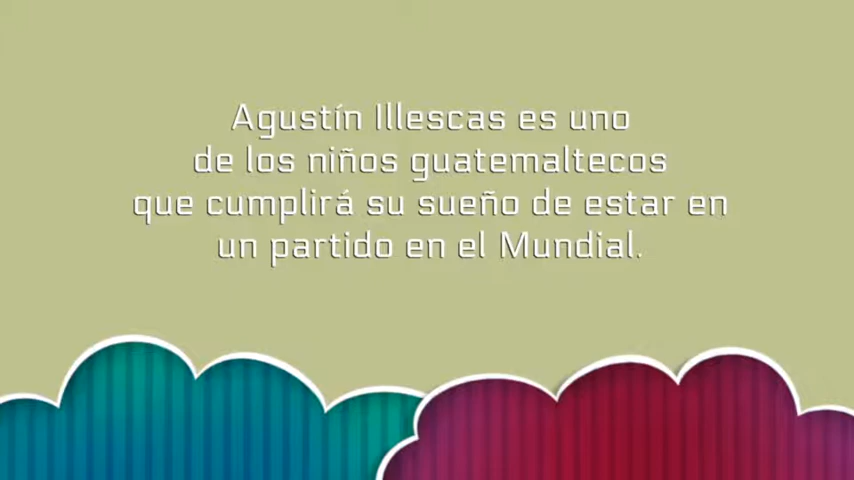 Agustín Illescas es uno
de los niños guatemaltecos
que cumplirá su sueño de estar en
un partido en el Mundial.